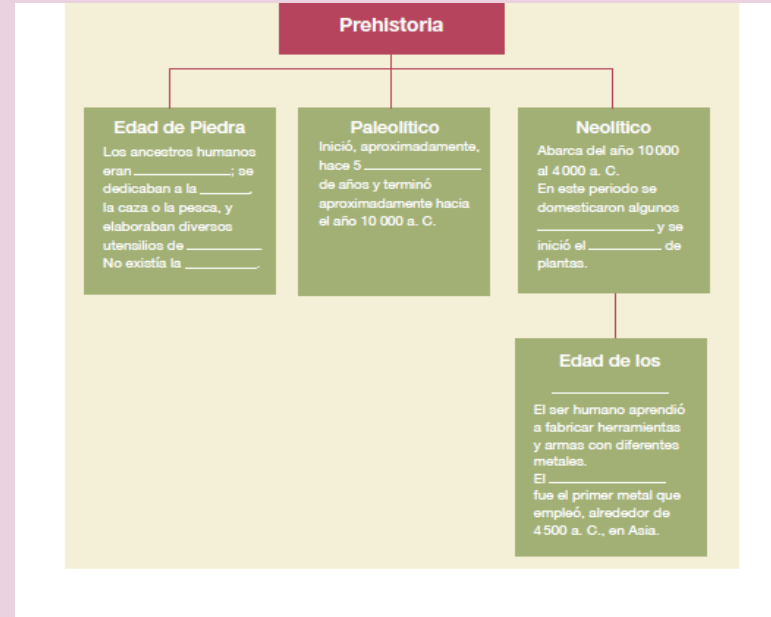 Prehistoria
Edad de Piedra
Los ancestros humanos
eran ____________; se
dedicaban a la ______,
la caza o la pesca, y
elaboraban diversos
utensilios de _________
No existía la _________.
Paleolítico
Inició, aproximadamente,
hace 5 ______________
de años y terminó
aproximadamente hacia
el año 10 000 a. C.
Neolítico
Abarca del año 10 000
al 4 000 a. C.
En este periodo se
domesticaron algunos
______________ y se
inició el _________ de
plantas.
Edad de los
______________
El ser humano aprendió
a fabricar herramientas
y armas con diferentes
metales.
El ______________
fue el primer metal que
empleó, alrededor de
4 500 a. C., en Asia.